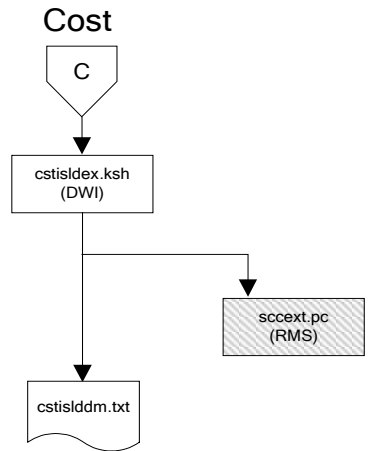 Cost
C
cstisldex.ksh
(DWI)
sccext.pc
(RMS)
cstislddm.txt